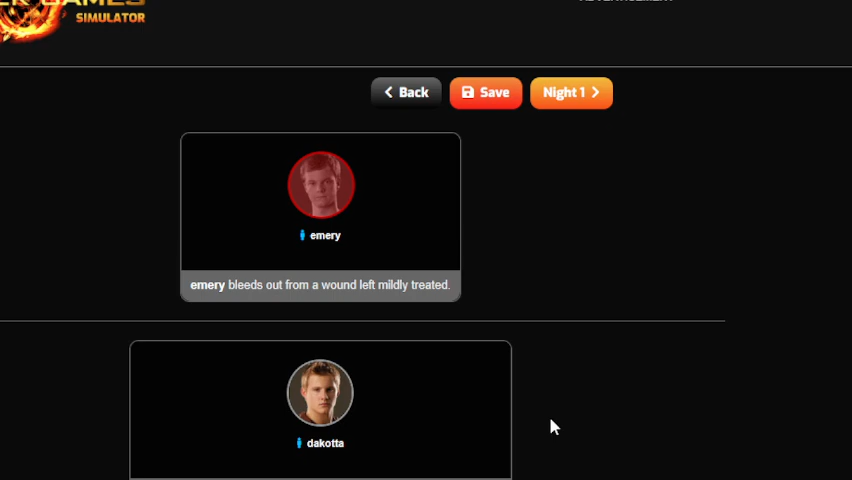 SIMULATOR
Back
Save
Night 1
emery
emery bleeds out from a wound left mildly treated.
dakotta